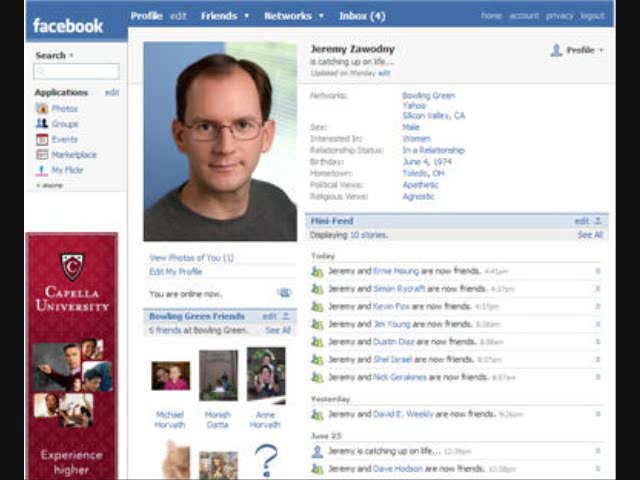 facebook
Profile edit Friends ▼ Networks ▼ Inbox (4) home account privacy logout
Search ▾
Applications edit
Photos
Groups
Events
Marketplace
My Flickr
▾ more
CAPELLA
UNIVERSITY
Experience
higher
View Photos of You (1)
Edit My Profile
You are online now.
Bowling Green Friends edit
6 friends at Bowling Green. See All
Michael
Horvath
Monish
Datta
Anne
Horvath
Jeremy Zawodny
is catching up on life...
Updated on Monday edit
Profile ▾
Networks: Bowling Green
Yahoo
Silicon Valley, CA
Sex: Male
Interested In: Women
Relationship Status: In a Relationship
Birthday: June 4, 1974
Hometown: Toledo, OH
Political Views: Apathetic
Religious Views: Agnostic
Mini-Feed edit
Displaying 10 stories. See All
Today
Jeremy and Ernie Hsiung are now friends. 4:41pm
Jeremy and Simon Rycraft are now friends.
Jeremy and Kevin Fox are now friends.
Jeremy and Jim Young are now friends.
Jeremy and Dustin Diaz are now friends.
Jeremy and Shel Israel are now friends.
Jeremy and Nick Gerakines are now friends.
Yesterday
Jeremy and David E. Weekly are now friends.
June 25
Jeremy is catching up on life...
Jeremy and Dave Hodson are now friends.